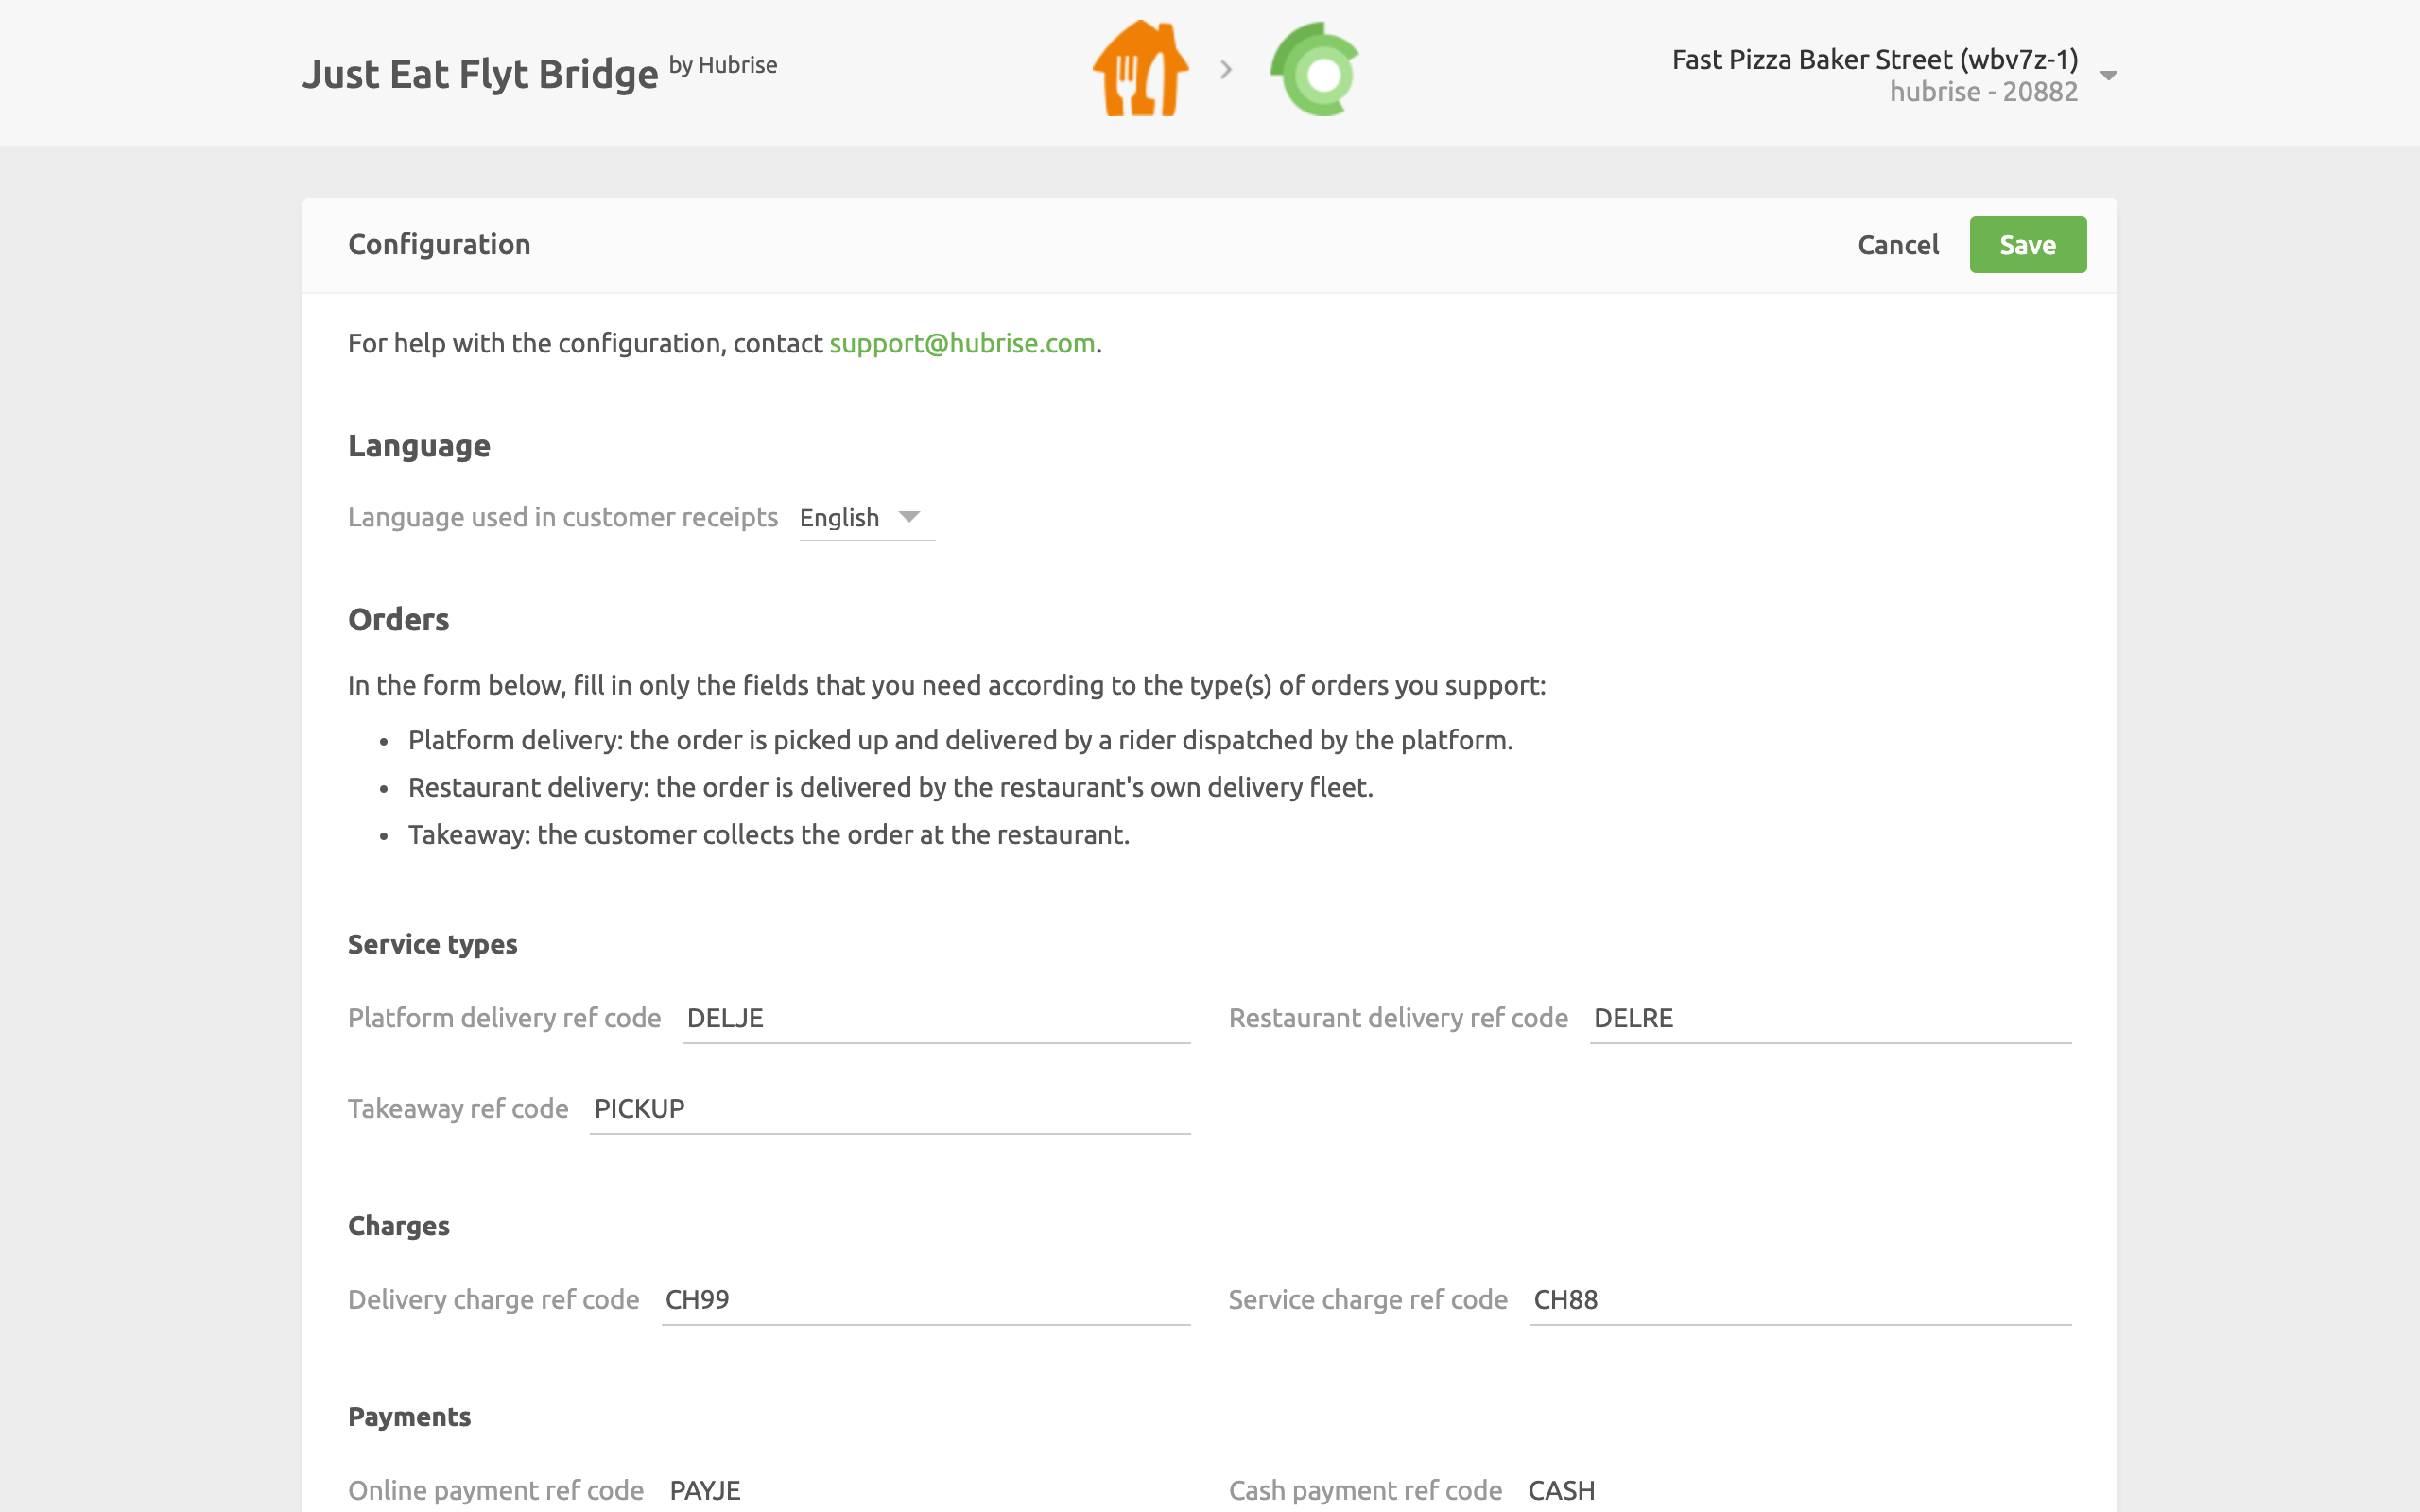 Just Eat Flyt Bridge by Hubrise
Fast Pizza Baker Street (wbv7z-1)
hubrise - 20882
Configuration
Cancel
Save
For help with the configuration, contact support@hubrise.com.
Language
Language used in customer receipts English
Orders
In the form below, fill in only the fields that you need according to the type(s) of orders you support:
• Platform delivery: the order is picked up and delivered by a rider dispatched by the platform.
• Restaurant delivery: the order is delivered by the restaurant's own delivery fleet.
• Takeaway: the customer collects the order at the restaurant.
Service types
Platform delivery ref code DELJE
Restaurant delivery ref code DELRE
Takeaway ref code PICKUP
Charges
Delivery charge ref code CH99
Service charge ref code CH88
Payments
Online payment ref code PAYJE
Cash payment ref code CASH